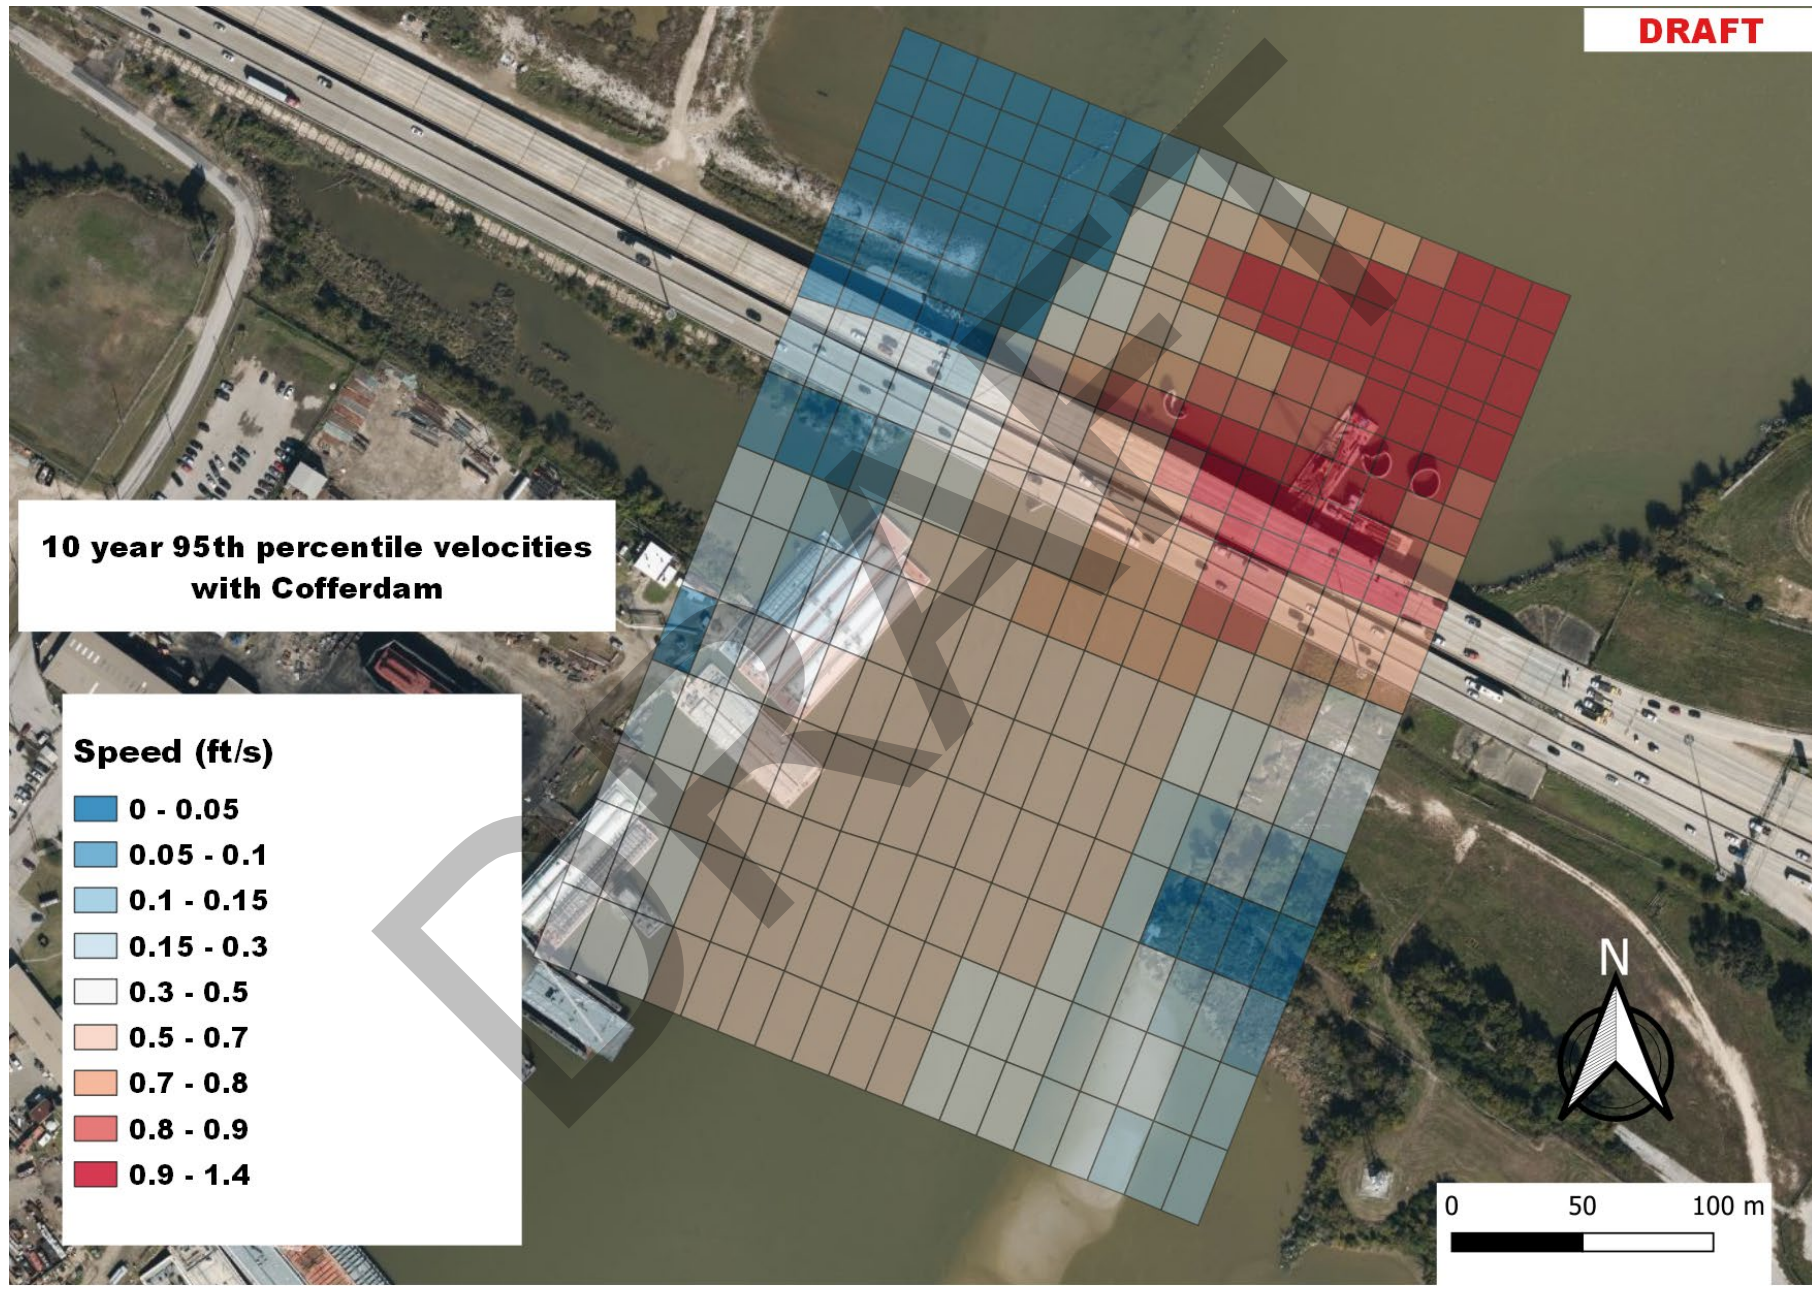 DRAFT
DRAFT
10 year 95th percentile velocities
with Cofferdam
Speed (ft/s)
0 - 0.05
0.05 - 0.1
0.1 - 0.15
0.15 - 0.3
0.3 - 0.5
0.5 - 0.7
0.7 - 0.8
0.8 - 0.9
0.9 - 1.4
N
0 50 100 m